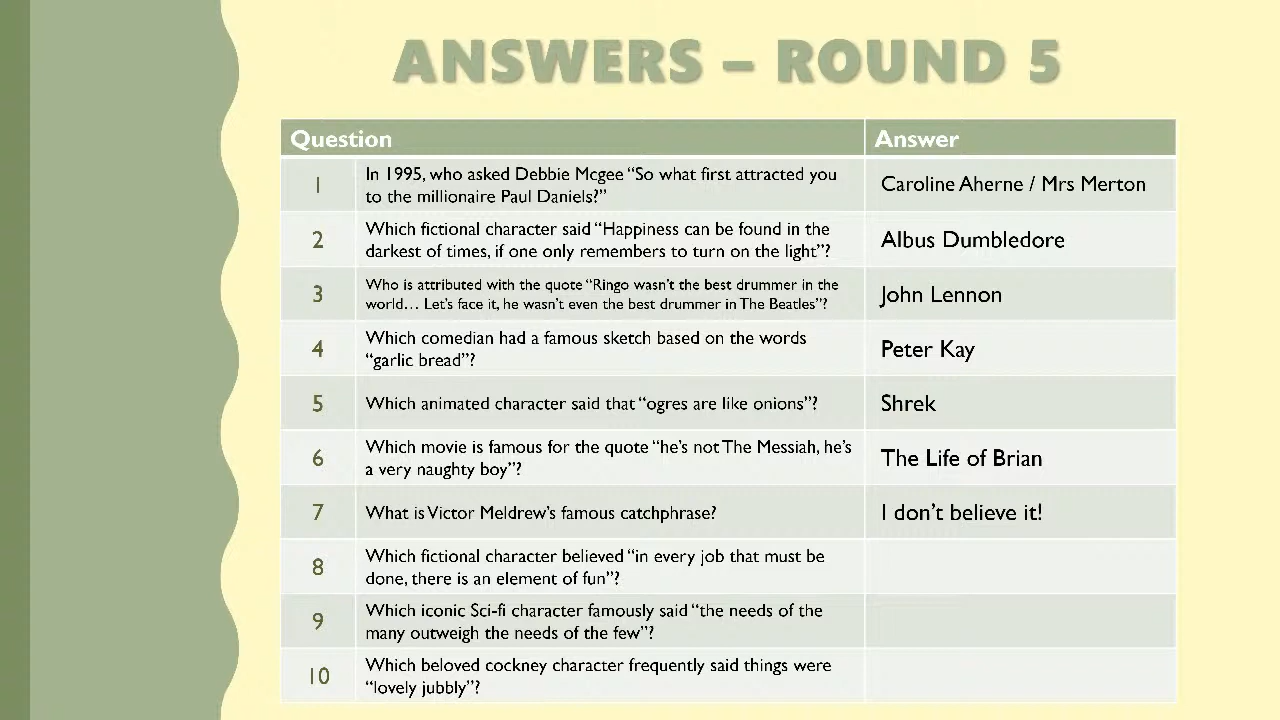 ANSWERS – ROUND 5
Question
Answer
1
In 1995, who asked Debbie Mcgee “So what first attracted you
to the millionaire Paul Daniels?”
Caroline Aherne / Mrs Merton
2
Which fictional character said “Happiness can be found in the
darkest of times, if one only remembers to turn on the light”?
Albus Dumbledore
3
Who is attributed with the quote “Ringo wasn’t the best drummer in the
world… Let’s face it, he wasn’t even the best drummer in The Beatles”?
John Lennon
4
Which comedian had a famous sketch based on the words
“garlic bread”?
Peter Kay
5
Which animated character said that “ogres are like onions”?
Shrek
6
Which movie is famous for the quote “he’s not The Messiah, he’s
a very naughty boy”?
The Life of Brian
7
What is Victor Meldrew’s famous catchphrase?
I don’t believe it!
8
Which fictional character believed “in every job that must be
done, there is an element of fun”?
9
Which iconic Sci-fi character famously said “the needs of the
many outweigh the needs of the few”?
10
Which beloved cockney character frequently said things were
“lovely jubbly”?